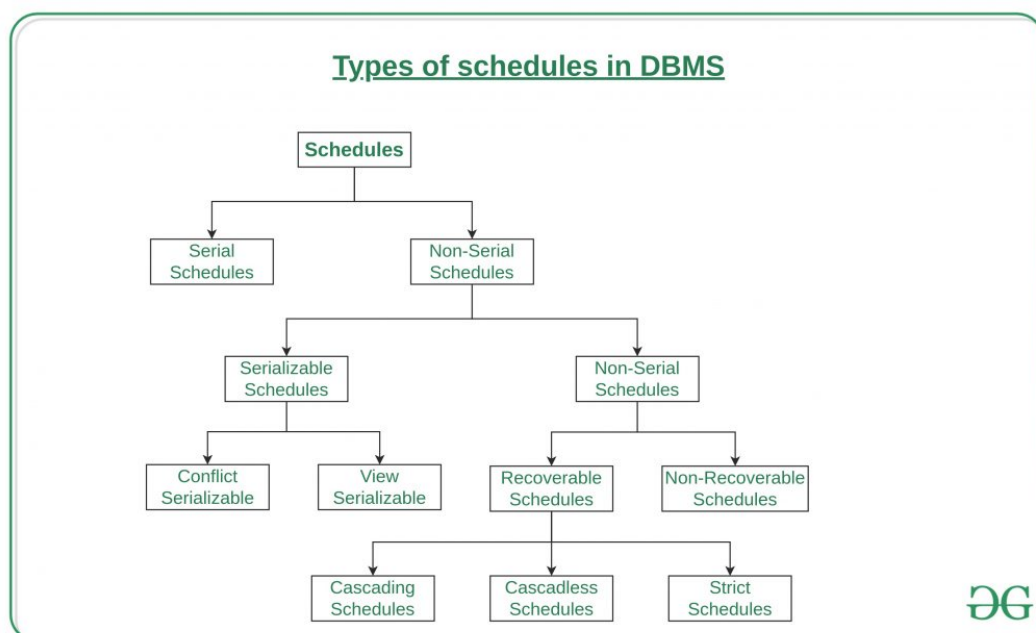 Types of schedules in DBMS
Schedules
Serial
Schedules
Non-Serial
Schedules
Serializable
Schedules
Non-Serial
Schedules
Conflict
Serializable
View
Serializable
Recoverable
Schedules
Non-Recoverable
Schedules
Cascading
Schedules
Cascadless
Schedules
Strict
Schedules